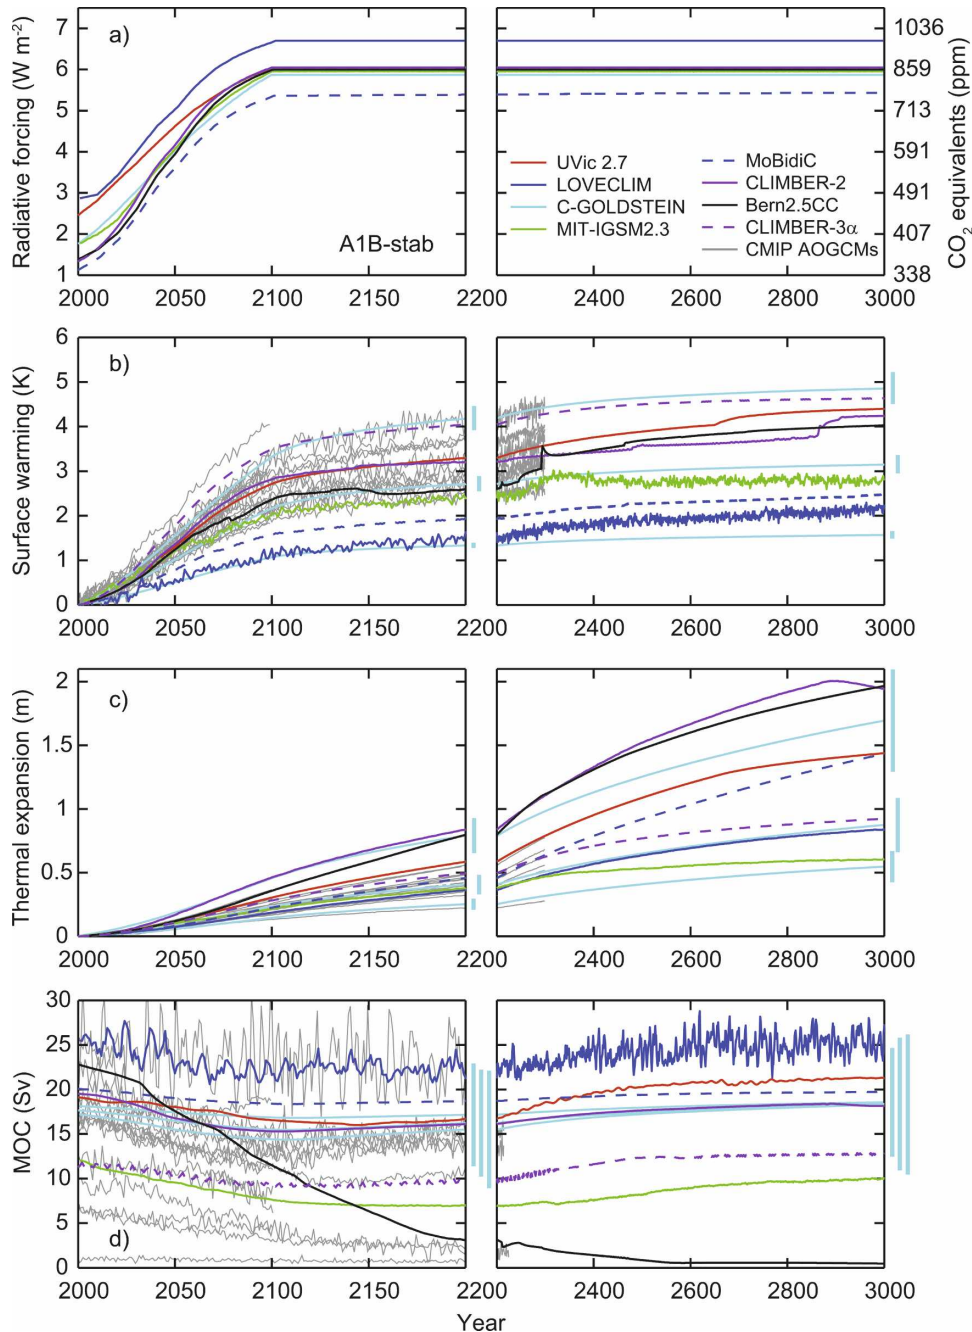 a)
Radiative forcing (W m-2)
7
6
5
4
3
2
1
A1B-stab
2000 2050 2100 2150 2200
UVic 2.7
LOVECLIM
C-GOLDSTEIN
MIT-IGSM2.3
MoBidiC
CLIMBER-2
Bern2.5CC
CLIMBER-3α
CMIP AOGCMs
1036
859
713
591
491
407
338
CO2 equivalents (ppm)
2400 2600 2800 3000
b)
Surface warming (K)
6
5
4
3
2
1
0
2000 2050 2100 2150 2200
2400 2600 2800 3000
c)
Thermal expansion (m)
2
1.5
1
0.5
0
2000 2050 2100 2150 2200
2400 2600 2800 3000
MOC (Sv)
30
25
20
15
10
5
0
d)
2000 2050 2100 2150 2200
2400 2600 2800 3000
Year